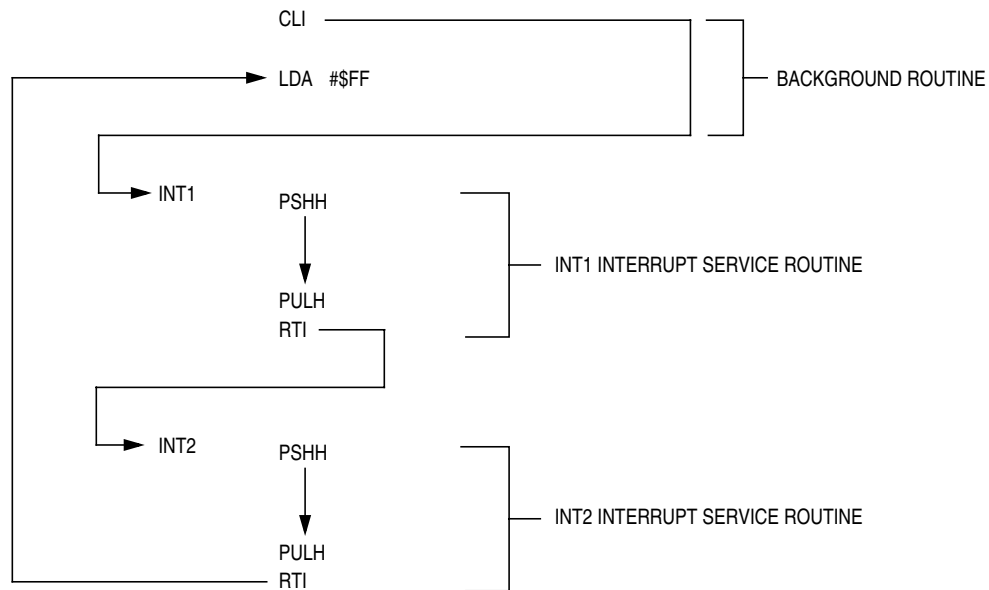 CLI
LDA #$FF
BACKGROUND ROUTINE
INT1
PSHH
INT1 INTERRUPT SERVICE ROUTINE
PULH
RTI
INT2
PSHH
INT2 INTERRUPT SERVICE ROUTINE
PULH
RTI